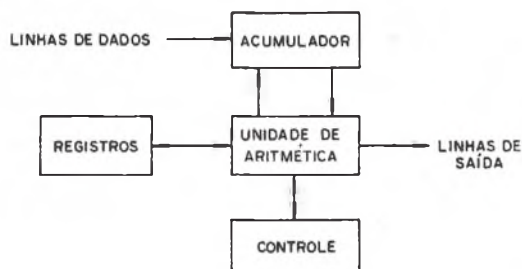 LINHAS DE DADOS
ACUMULADOR
REGISTROS
UNIDADE DE
ARITMÉTICA
LINHAS DE
SAÍDA
CONTROLE